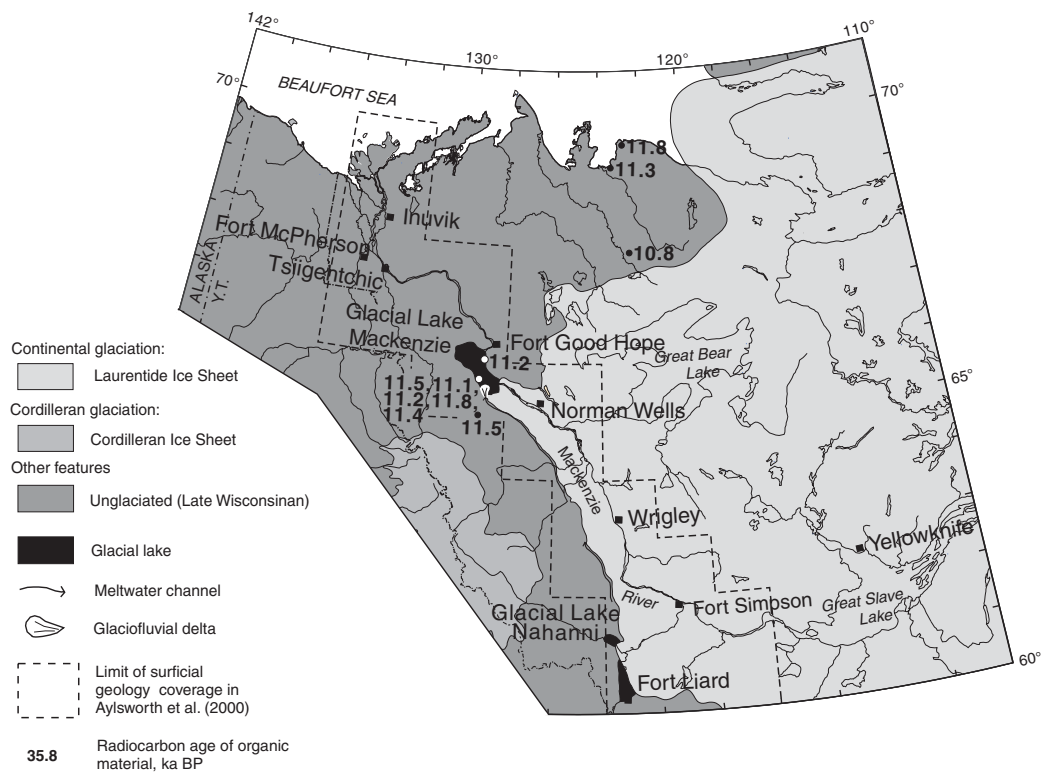 142°
130°
120°
110°
70°
BEAUFORT SEA
70°
11.8
11.3
Inuvik
Fort McPherson
10.8
Tsiigentchic
ALASKA
Y.T.
Glacial Lake
Mackenzie
Fort Good Hope
11.2
Great Bear
Lake
65°
11.5, 11.1,
11.2, 11.8,
11.4
11.5
Norman Wells
Mackenzie
Wrigley
Yellowknife
River
Fort Simpson
Great Slave
Lake
Glacial Lake
Nahanni
60°
Fort Liard
Continental glaciation:
Laurentide Ice Sheet
Cordilleran glaciation:
Cordilleran Ice Sheet
Other features
Unglaciated (Late Wisconsinan)
Glacial lake
Meltwater channel
Glaciofluvial delta
Limit of surficial
geology coverage in
Aylsworth et al. (2000)
35.8
Radiocarbon age of organic
material, ka BP